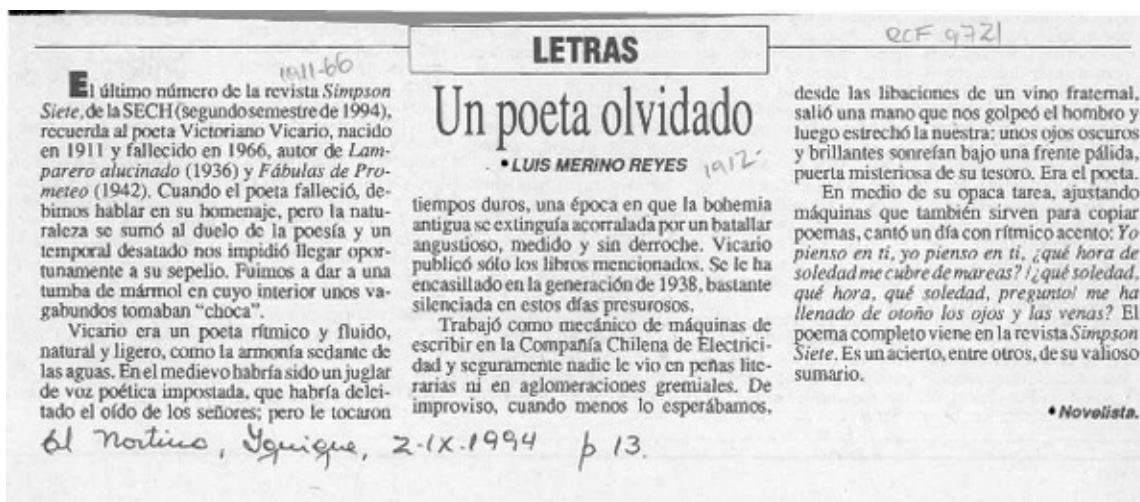 LETRAS
RCF 9721
Un poeta olvidado
• LUIS MERINO REYES
1912-
1911-66
El último número de la revista Simpson
Siete, de la SECH (segundo semestre de 1994),
recuerda al poeta Victoriano Vicario, nacido
en 1911 y fallecido en 1966, autor de Lam-
parero alucinado (1936) y Fábulas de Pro-
meteo (1942). Cuando el poeta falleció, de-
bimos hablar en su homenaje, pero la natu-
raleza se sumó al duelo de la poesía y un
temporal desatado nos impidió llegar opor-
tunamente a su sepelio. Fuimos a dar a una
tumba de mármol en cuyo interior unos va-
gabundos tomaban "choca".
Vicario era un poeta rítmico y fluido,
natural y ligero, como la armonía sedante de
las aguas. En el medievo habría sido un juglar
de voz poética impostada, que habría delei-
tado el oído de los señores; pero le tocaron
tiempos duros, una época en que la bohemia
antigua se extinguía acorralada por un batallar
angustioso, medido y sin derroche. Vicario
publicó sólo los libros mencionados. Se le ha
encasillado en la generación de 1938, bastante
silenciada en estos días presurosos.
Trabajó como mecánico de máquinas de
escribir en la Compañía Chilena de Electrici-
dad y seguramente nadie le vio en peñas lite-
rarias ni en aglomeraciones gremiales. De
improviso, cuando menos lo esperábamos,
desde las libaciones de un vino fraternal,
salió una mano que nos golpeó el hombro y
luego estrechó la nuestra: unos ojos oscuros
y brillantes sonreían bajo una frente pálida,
puerta misteriosa de su tesoro. Era el poeta.
En medio de su opaca tarea, ajustando
máquinas que también sirven para copiar
poemas, cantó un día con rítmico acento: Yo
pienso en ti, yo pienso en ti, ¿qué hora de
soledad me cubre de mareas? / ¿qué soledad,
qué hora, qué soledad, pregunto/ me ha
llenado de otoño los ojos y las venas? El
poema completo viene en la revista Simpson
Siete. Es un acierto, entre otros, de su valioso
sumario.
• Novelista.
El Nortino, Iquique, 2-IX-1994 p 13.